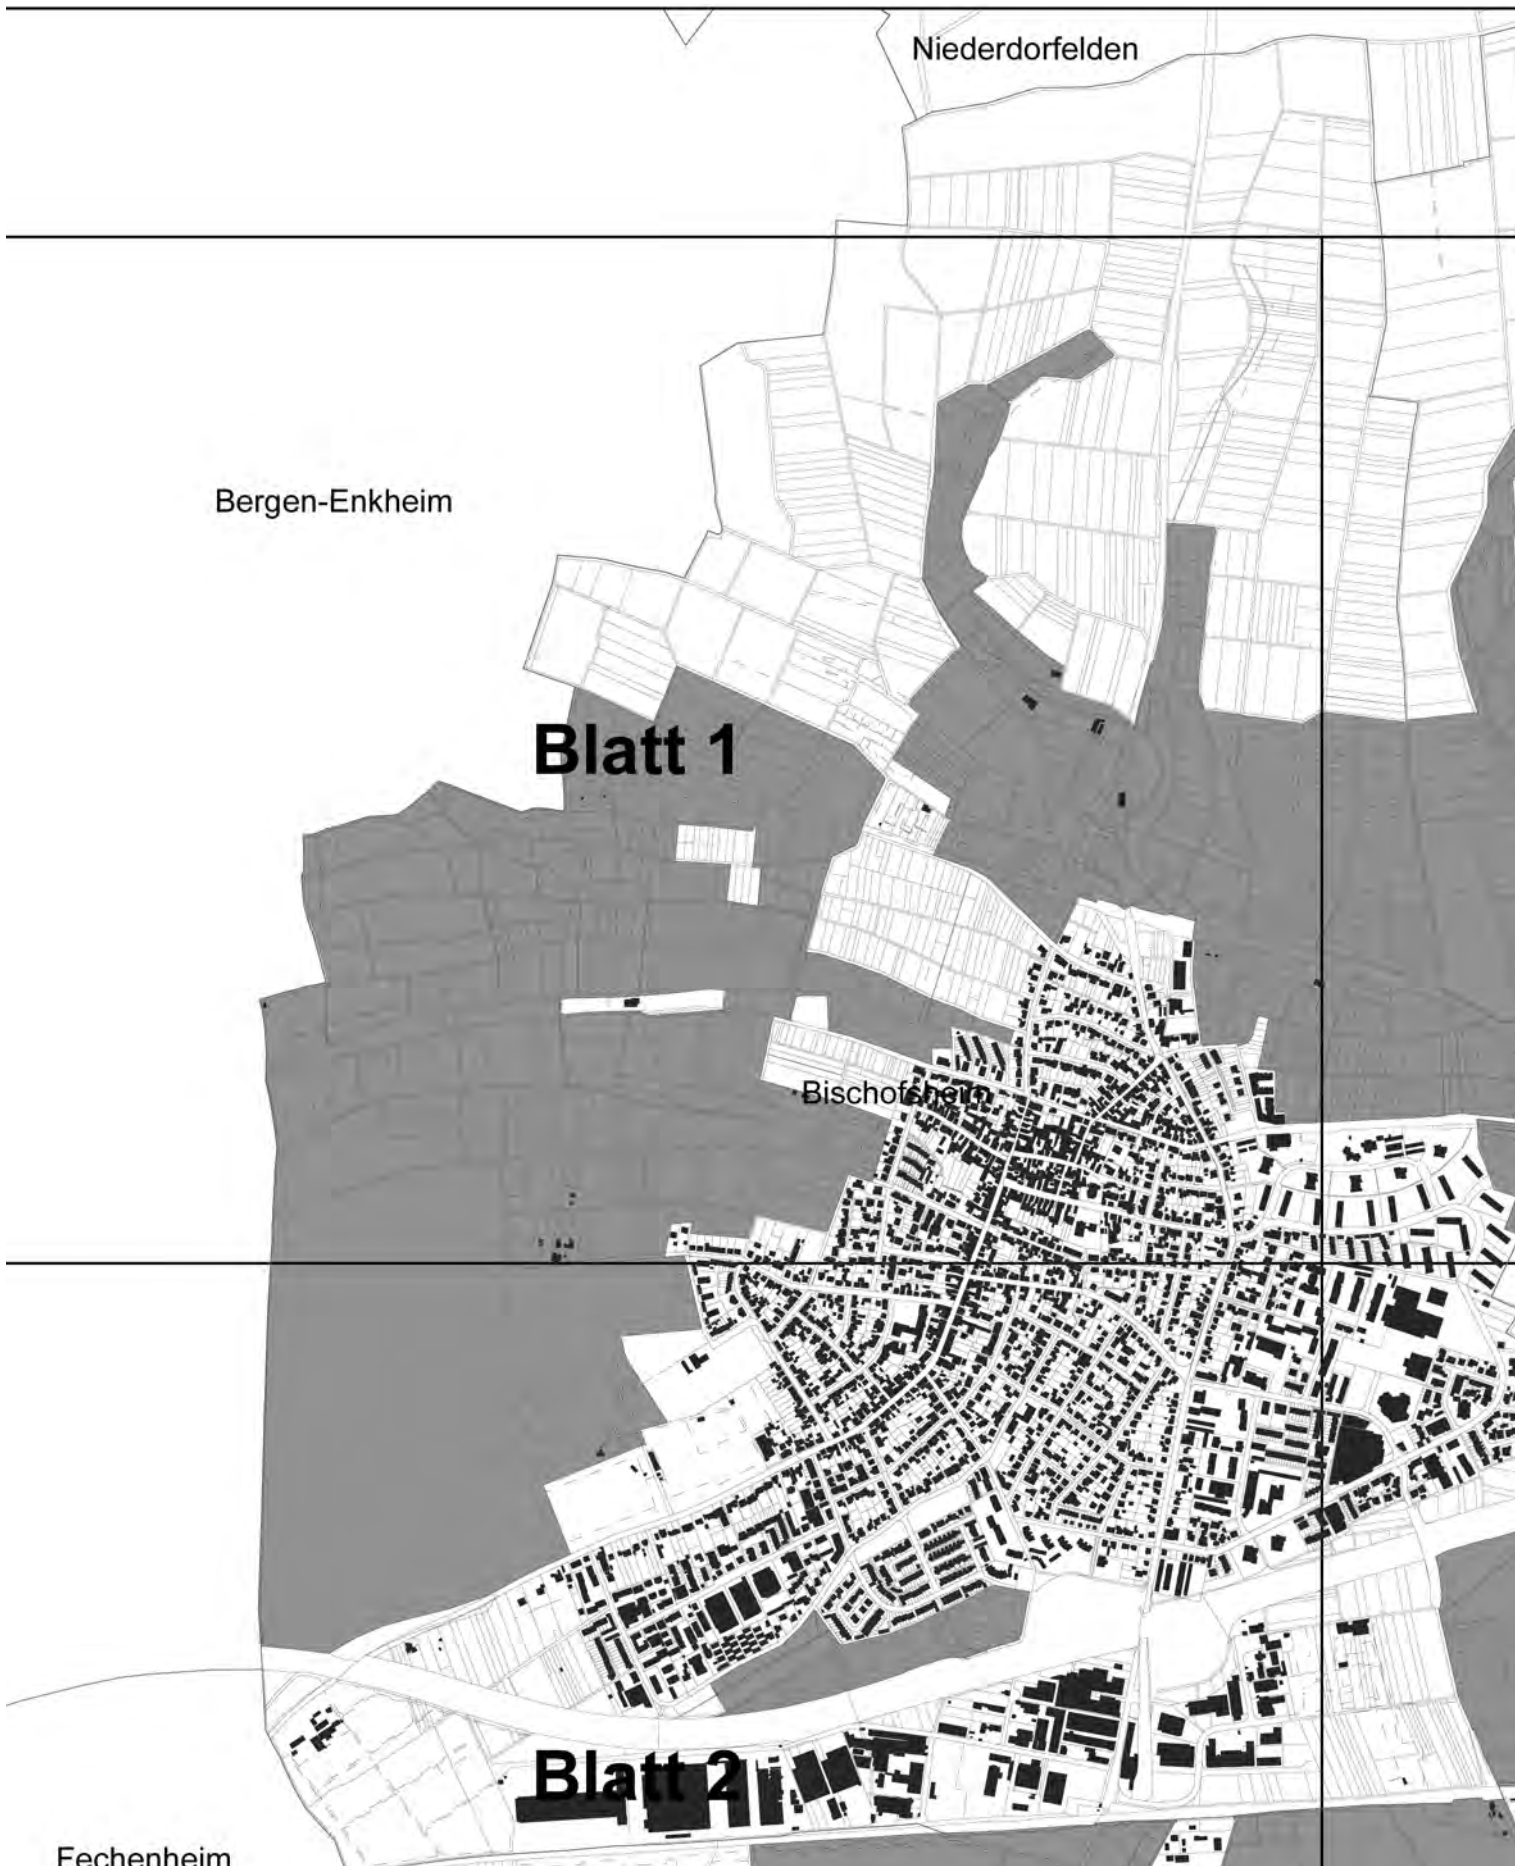 Niederdorfelden
Bergen-Enkheim
Blatt 1
Bischofsheim
Blatt 2
Fechenheim